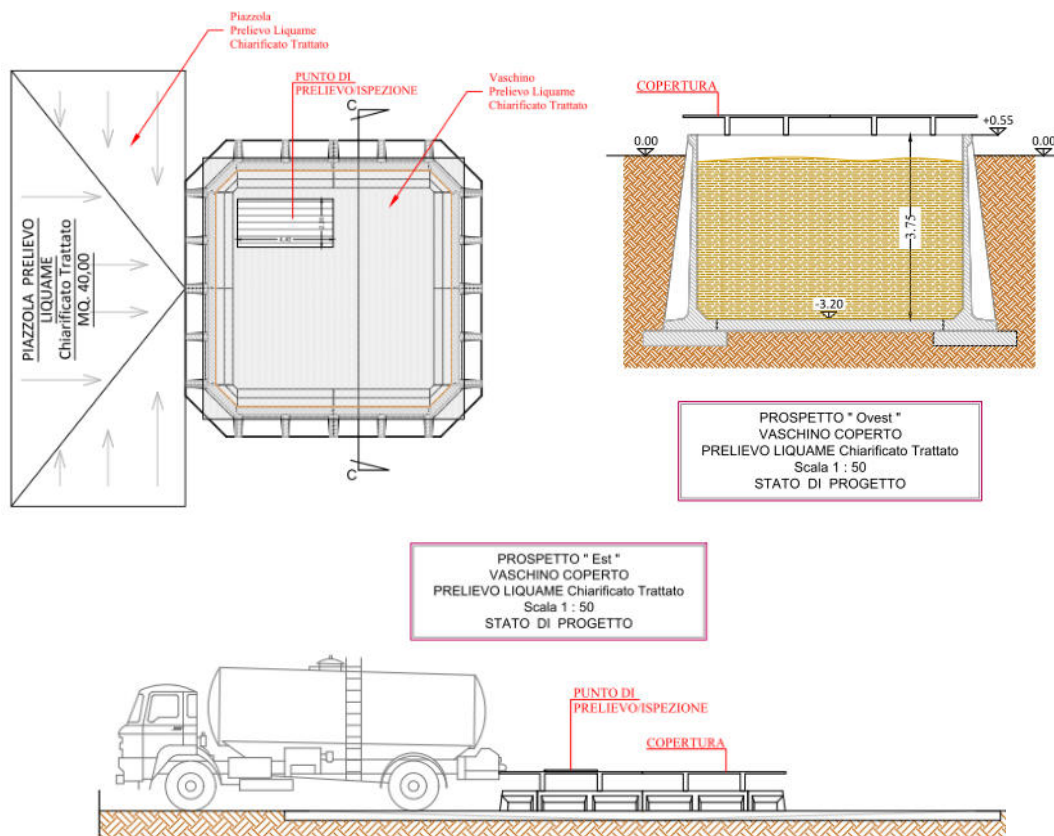 Piazzola
Prelievo Liquame
Chiarificato Trattato
PUNTO DI
PRELIEVO/ISPEZIONE
C
Vaschino
Prelievo Liquame
Chiarificato Trattato
PIAZZOLA PRELIEVO
LIQUAME
Chiarificato Trattato
MQ. 40,00
C
COPERTURA
+0.55
0.00
0.00
3.75
-3.20
PROSPETTO " Ovest "
VASCHINO COPERTO
PRELIEVO LIQUAME Chiarificato Trattato
Scala 1 : 50
STATO DI PROGETTO
PROSPETTO " Est "
VASCHINO COPERTO
PRELIEVO LIQUAME Chiarificato Trattato
Scala 1 : 50
STATO DI PROGETTO
PUNTO DI
PRELIEVO/ISPEZIONE
COPERTURA